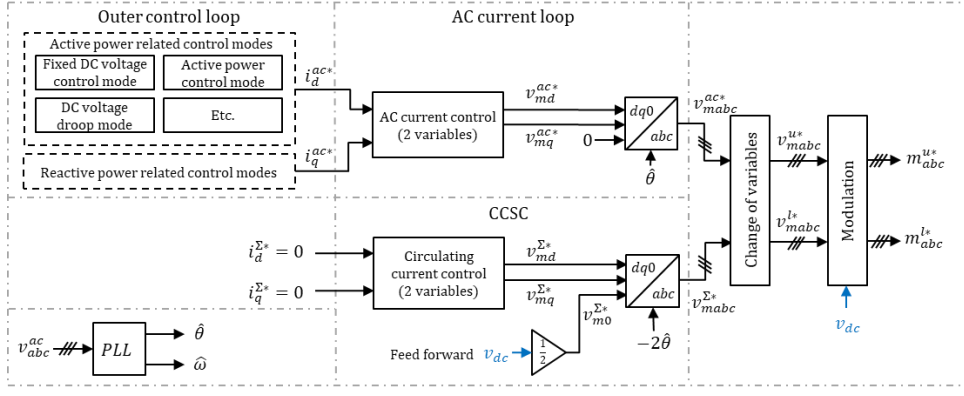 Outer control loop
Active power related control modes
Fixed DC voltage
control mode
Active power
control mode
DC voltage
droop mode
Etc.
Reactive power related control modes
i_d^{ac*}
i_q^{ac*}
AC current loop
AC current control
(2 variables)
v_{md}^{ac*}
v_{mq}^{ac*}
0
dq0
abc
θ̂
v_{mabc}^{ac*}
CCSC
i_d^{Σ*} = 0
i_q^{Σ*} = 0
Circulating
current control
(2 variables)
v_{md}^{Σ*}
v_{mq}^{Σ*}
v_{m0}^{Σ*}
dq0
abc
−2θ̂
v_{mabc}^{Σ*}
Feed forward
v_{dc}
1/2
Change of variables
v_{mabc}^{u*}
v_{mabc}^{l*}
Modulation
v_{dc}
m_{abc}^{u*}
m_{abc}^{l*}
v_{abc}^{ac}
PLL
θ̂
ω̂